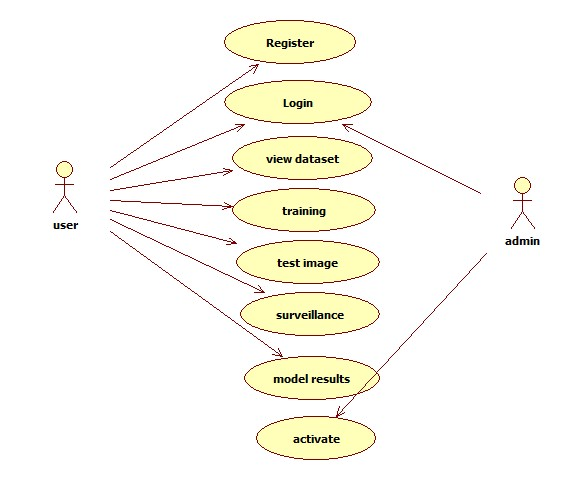 Register
Login
view dataset
user
training
admin
test image
surveillance
model results
activate